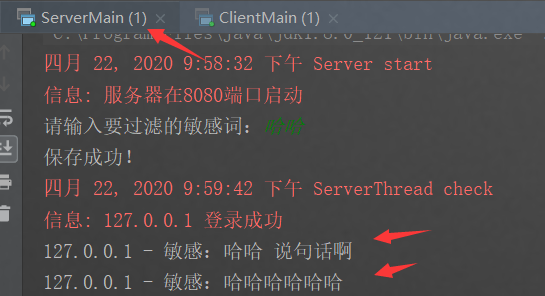 ServerMain (1) × ClientMain (1) ×
C:\Program Files\Java\jdk1.8.0_121\bin\java.exe
四月 22, 2020 9:58:32 下午 Server start
信息: 服务器在8080端口启动
请输入要过滤的敏感词: 哈哈
保存成功!
四月 22, 2020 9:59:42 下午 ServerThread check
信息: 127.0.0.1 登录成功
127.0.0.1 - 敏感: 哈哈 说句话啊
127.0.0.1 - 敏感: 哈哈哈哈哈哈